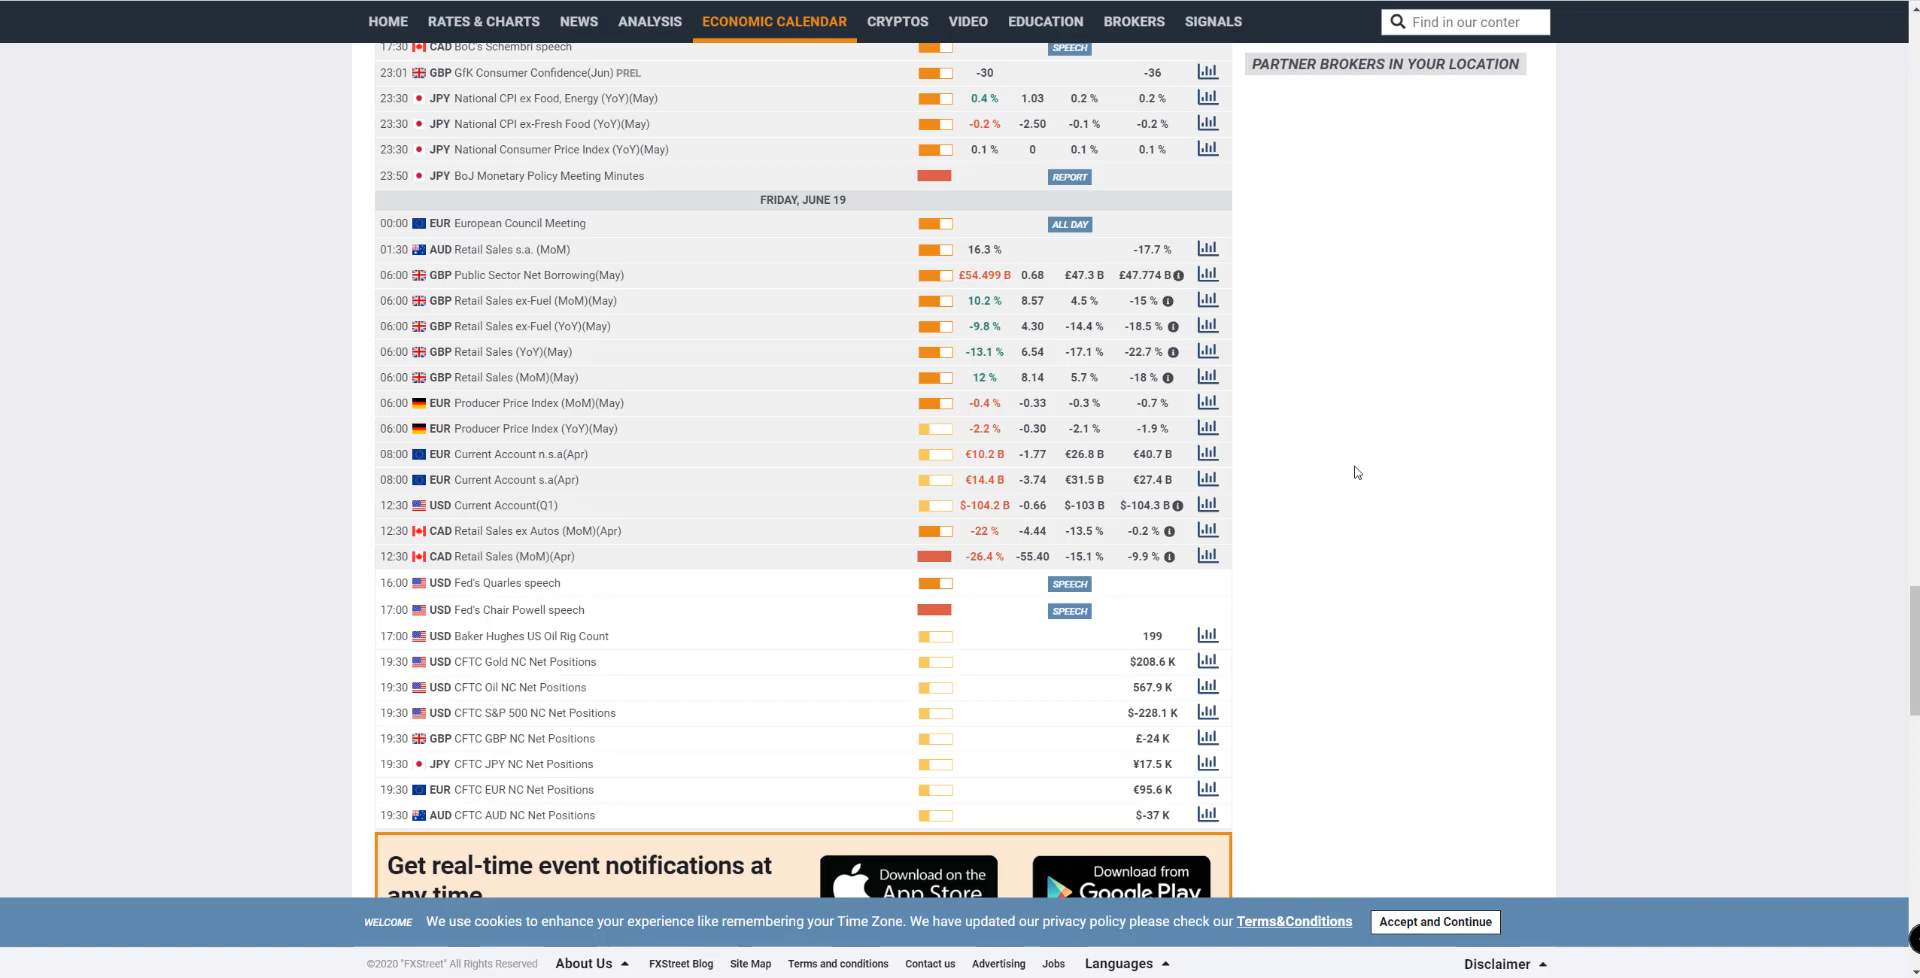 HOME RATES & CHARTS NEWS ANALYSIS ECONOMIC CALENDAR CRYPTOS VIDEO EDUCATION BROKERS SIGNALS Find in our conter
17:30 CAD BoC's Schembri speech SPEECH
PARTNER BROKERS IN YOUR LOCATION
23:01 GBP GfK Consumer Confidence(Jun) PREL -30 -36
23:30 JPY National CPI ex Food, Energy (YoY)(May) 0.4 % 1.03 0.2 % 0.2 %
23:30 JPY National CPI ex-Fresh Food (YoY)(May) -0.2 % -2.50 -0.1 % -0.2 %
23:30 JPY National Consumer Price Index (YoY)(May) 0.1 % 0 0.1 % 0.1 %
23:50 JPY BoJ Monetary Policy Meeting Minutes REPORT
FRIDAY, JUNE 19
00:00 EUR European Council Meeting ALL DAY
01:30 AUD Retail Sales s.a. (MoM) 16.3 % -17.7 %
06:00 GBP Public Sector Net Borrowing(May) £54.499 B 0.68 £47.3 B £47.774 B
06:00 GBP Retail Sales ex-Fuel (MoM)(May) 10.2 % 8.57 4.5 % -15 %
06:00 GBP Retail Sales ex-Fuel (YoY)(May) -9.8 % 4.30 -14.4 % -18.5 %
06:00 GBP Retail Sales (YoY)(May) -13.1 % 6.54 -17.1 % -22.7 %
06:00 GBP Retail Sales (MoM)(May) 12 % 8.14 5.7 % -18 %
06:00 EUR Producer Price Index (MoM)(May) -0.4 % -0.33 -0.3 % -0.7 %
06:00 EUR Producer Price Index (YoY)(May) -2.2 % -0.30 -2.1 % -1.9 %
08:00 EUR Current Account n.s.a(Apr) €10.2 B -1.77 €26.8 B €40.7 B
08:00 EUR Current Account s.a(Apr) €14.4 B -3.74 €31.5 B €27.4 B
12:30 USD Current Account(Q1) $-104.2 B -0.66 $-103 B $-104.3 B
12:30 CAD Retail Sales ex Autos (MoM)(Apr) -22 % -4.44 -13.5 % -0.2 %
12:30 CAD Retail Sales (MoM)(Apr) -26.4 % -55.40 -15.1 % -9.9 %
16:00 USD Fed's Quarles speech SPEECH
17:00 USD Fed's Chair Powell speech SPEECH
17:00 USD Baker Hughes US Oil Rig Count 199
19:30 USD CFTC Gold NC Net Positions $208.6 K
19:30 USD CFTC Oil NC Net Positions 567.9 K
19:30 USD CFTC S&P 500 NC Net Positions $-228.1 K
19:30 GBP CFTC GBP NC Net Positions £-24 K
19:30 JPY CFTC JPY NC Net Positions ¥17.5 K
19:30 EUR CFTC EUR NC Net Positions €95.6 K
19:30 AUD CFTC AUD NC Net Positions $-37 K
Get real-time event notifications at
any time
Download on the
App Store
Download from
Google Play
WELCOME We use cookies to enhance your experience like remembering your Time Zone. We have updated our privacy policy please check our Terms&Conditions Accept and Continue
©2020 "FXStreet" All Rights Reserved About Us FXStreet Blog Site Map Terms and conditions Contact us Advertising Jobs Languages Disclaimer